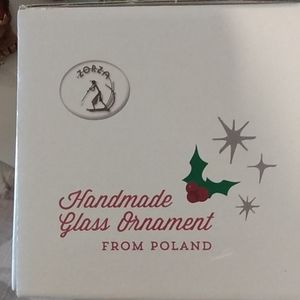 ZORZA
Handmade
Glass Ornament
FROM POLAND